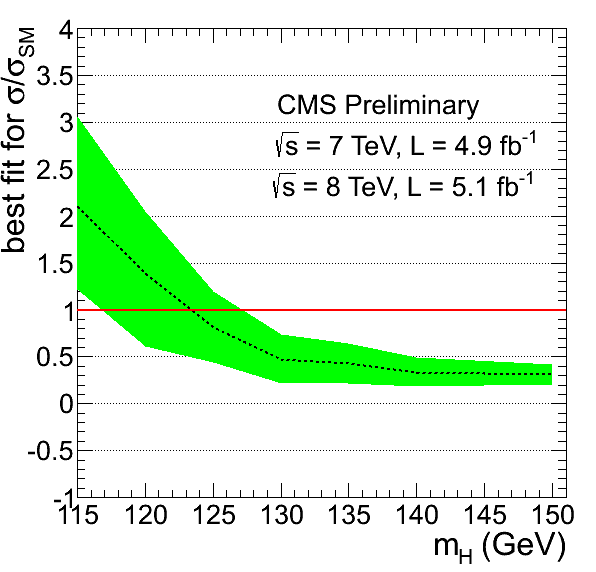 best fit for σ/σSM
4
3.5
3
2.5
2
1.5
1
0.5
0
-0.5
-1
CMS Preliminary
√s = 7 TeV, L = 4.9 fb-1
√s = 8 TeV, L = 5.1 fb-1
115 120 125 130 135 140 145 150
mH (GeV)